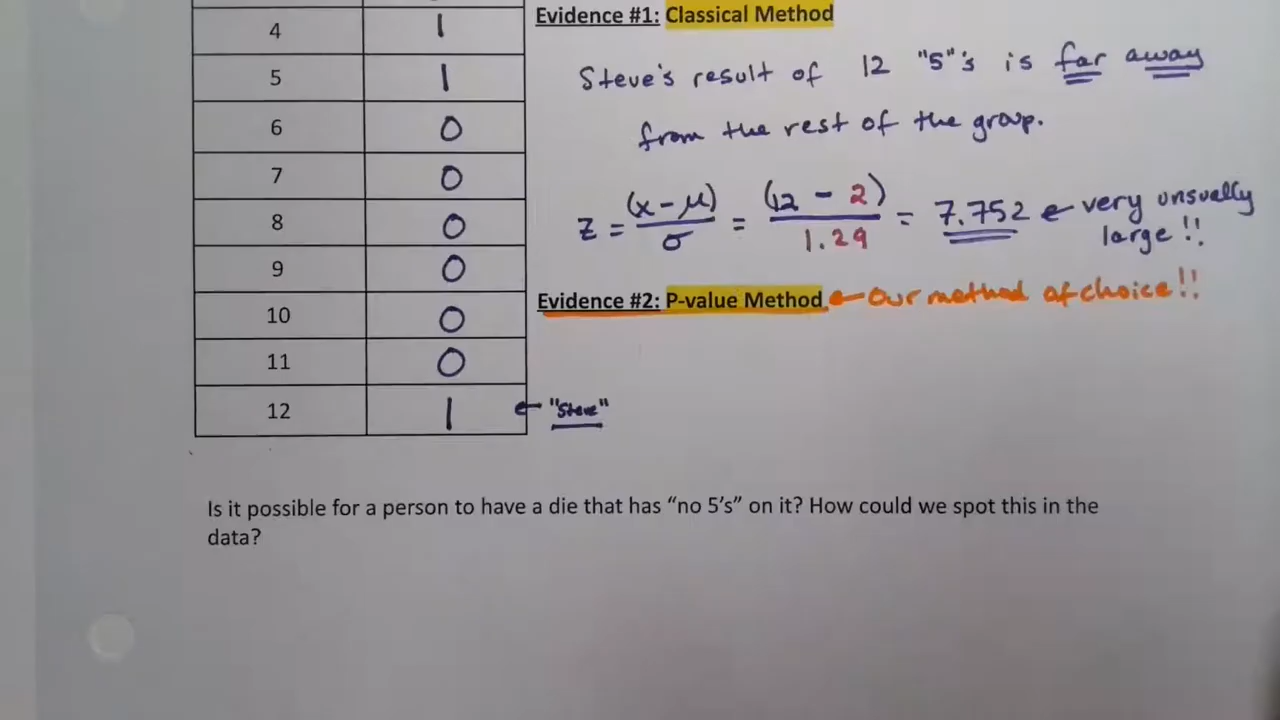 Evidence #1: Classical Method
4 1
Steve's result of 12 "5"'s is far away
5 1
from the rest of the group.
6 0
7 0
z = (x - μ) / σ = (12 - 2) / 1.29 = 7.752 ← very unsually
large!!
8 0
9 0
Evidence #2: P-value Method ← Our method of choice!!
10 0
11 0
12 1 ← "Steve"
Is it possible for a person to have a die that has “no 5’s” on it? How could we spot this in the
data?